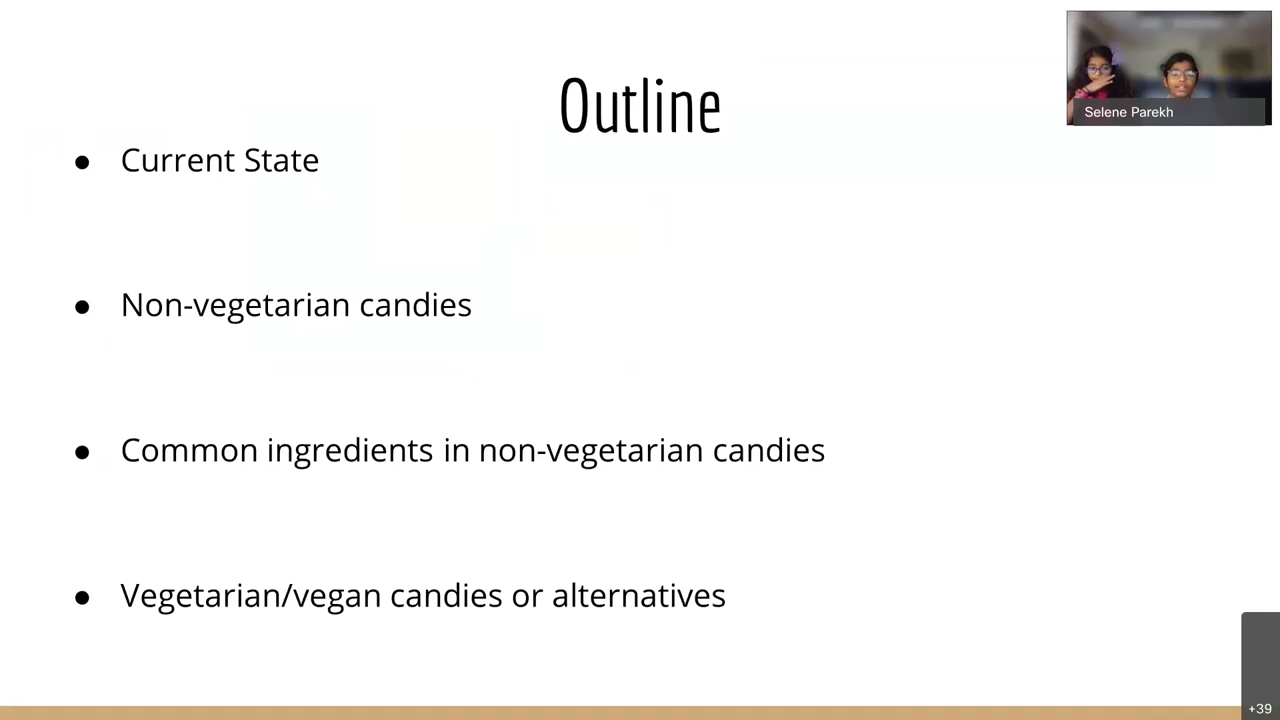 Outline
Selene Parekh
● Current State
● Non-vegetarian candies
● Common ingredients in non-vegetarian candies
● Vegetarian/vegan candies or alternatives
+39